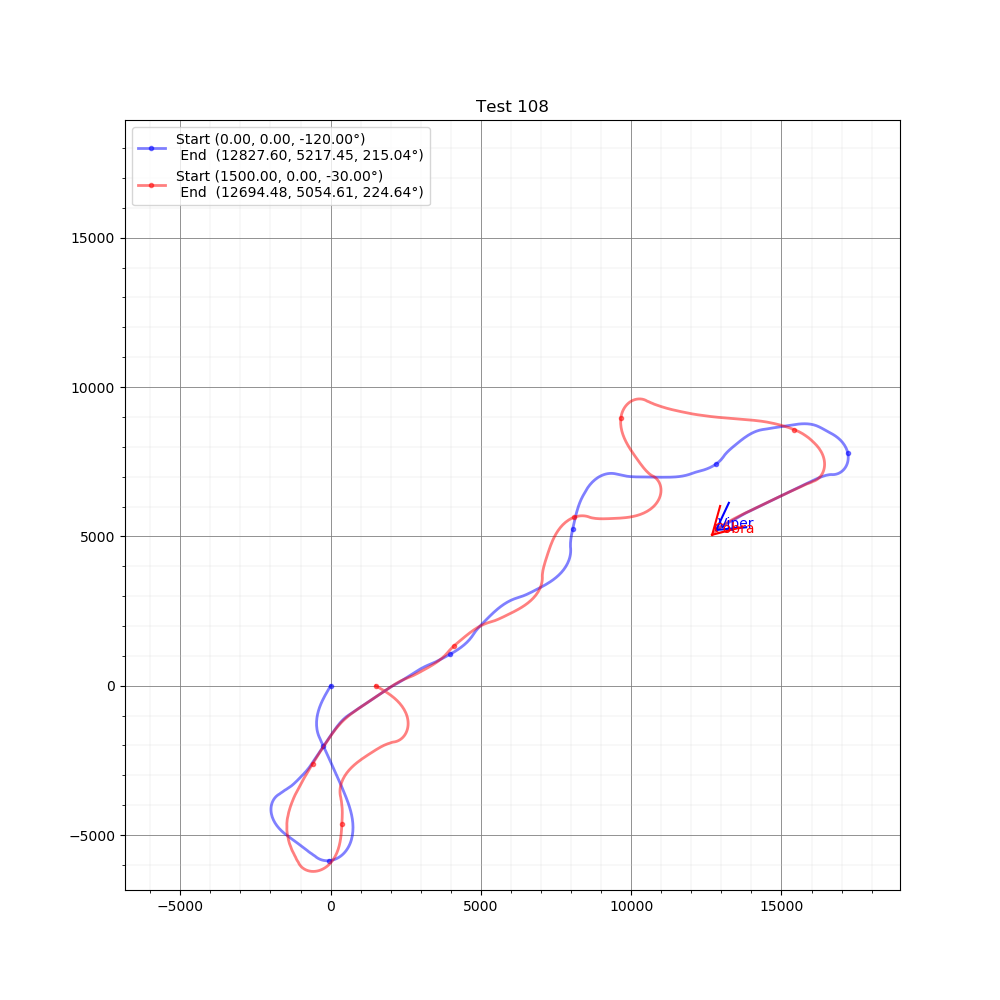 Test 108
Start (0.00, 0.00, -120.00°)
End (12827.60, 5217.45, 215.04°)
Start (1500.00, 0.00, -30.00°)
End (12694.48, 5054.61, 224.64°)
15000
10000
5000
0
−5000
Viper
−5000
0
5000
10000
15000